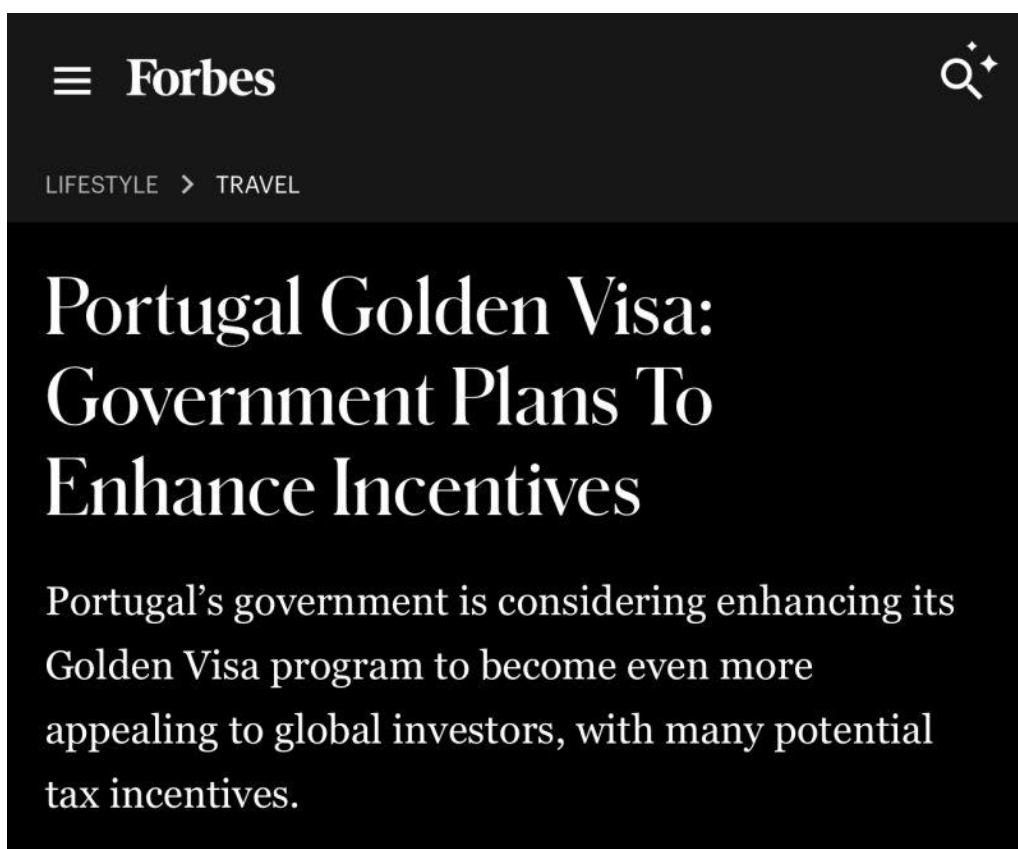 Forbes
LIFESTYLE > TRAVEL
Portugal Golden Visa:
Government Plans To
Enhance Incentives
Portugal’s government is considering enhancing its
Golden Visa program to become even more
appealing to global investors, with many potential
tax incentives.